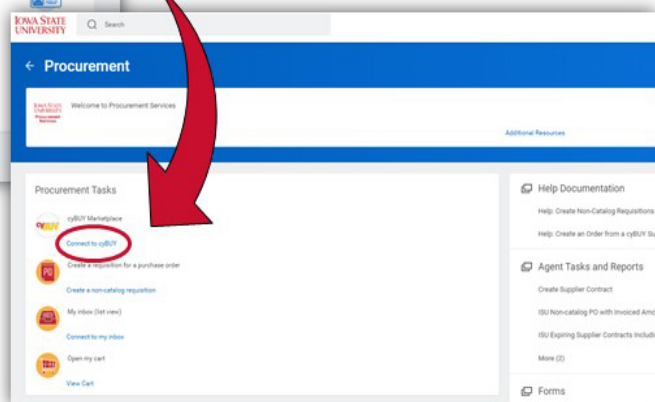 IOWA STATE
UNIVERSITY
Search
Procurement
IOWA STATE
UNIVERSITY
Procurement
Services
Welcome to Procurement Services
Additional Resources
Procurement Tasks
cyBUY
cyBUY Marketplace
Connect to cyBUY
PO
Create a requisition for a purchase order
Create a non-catalog requisition
My inbox (list view)
Connect to my inbox
Open my cart
View Cart
Help Documentation
Help: Create Non-Catalog Requisitions
Help: Create an Order from a cyBUY Su
Agent Tasks and Reports
Create Supplier Contract
ISU Non-catalog PO with Invoiced Amo
ISU Expiring Supplier Contracts Includi
More (2)
Forms